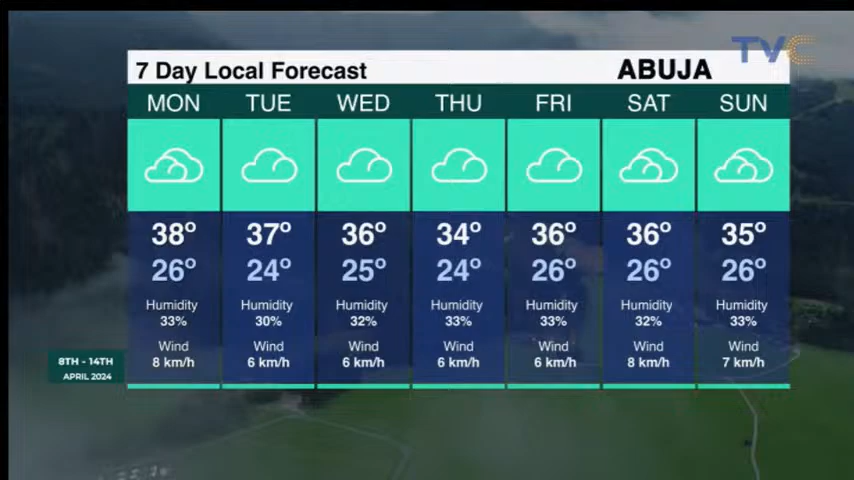 TVC
7 Day Local Forecast ABUJA
MON TUE WED THU FRI SAT SUN
38º 37º 36º 34º 36º 36º 35º
26º 24º 25º 24º 26º 26º 26º
Humidity Humidity Humidity Humidity Humidity Humidity Humidity
33% 30% 32% 33% 33% 32% 33%
Wind Wind Wind Wind Wind Wind Wind
8 km/h 6 km/h 6 km/h 6 km/h 6 km/h 8 km/h 7 km/h
8TH - 14TH
APRIL 2024